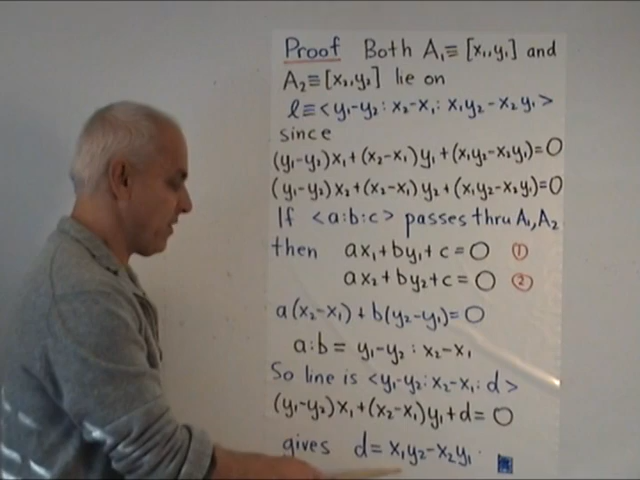 Proof Both A₁≡[x₁,y₁] and
A₂≡[x₂,y₂] lie on
l≡<y₁-y₂ : x₂-x₁ : x₁y₂-x₂y₁>
since
(y₁-y₂)x₁+(x₂-x₁)y₁+(x₁y₂-x₂y₁)=0
(y₁-y₂)x₂+(x₂-x₁)y₂+(x₁y₂-x₂y₁)=0
If <a:b:c> passes thru A₁,A₂
then ax₁+by₁+c=0 ①
ax₂+by₂+c=0 ②
a(x₂-x₁)+b(y₂-y₁)=0
a:b = y₁-y₂ : x₂-x₁
So line is <y₁-y₂:x₂-x₁:d>
(y₁-y₂)x₁+(x₂-x₁)y₁+d=0
gives d=x₁y₂-x₂y₁.